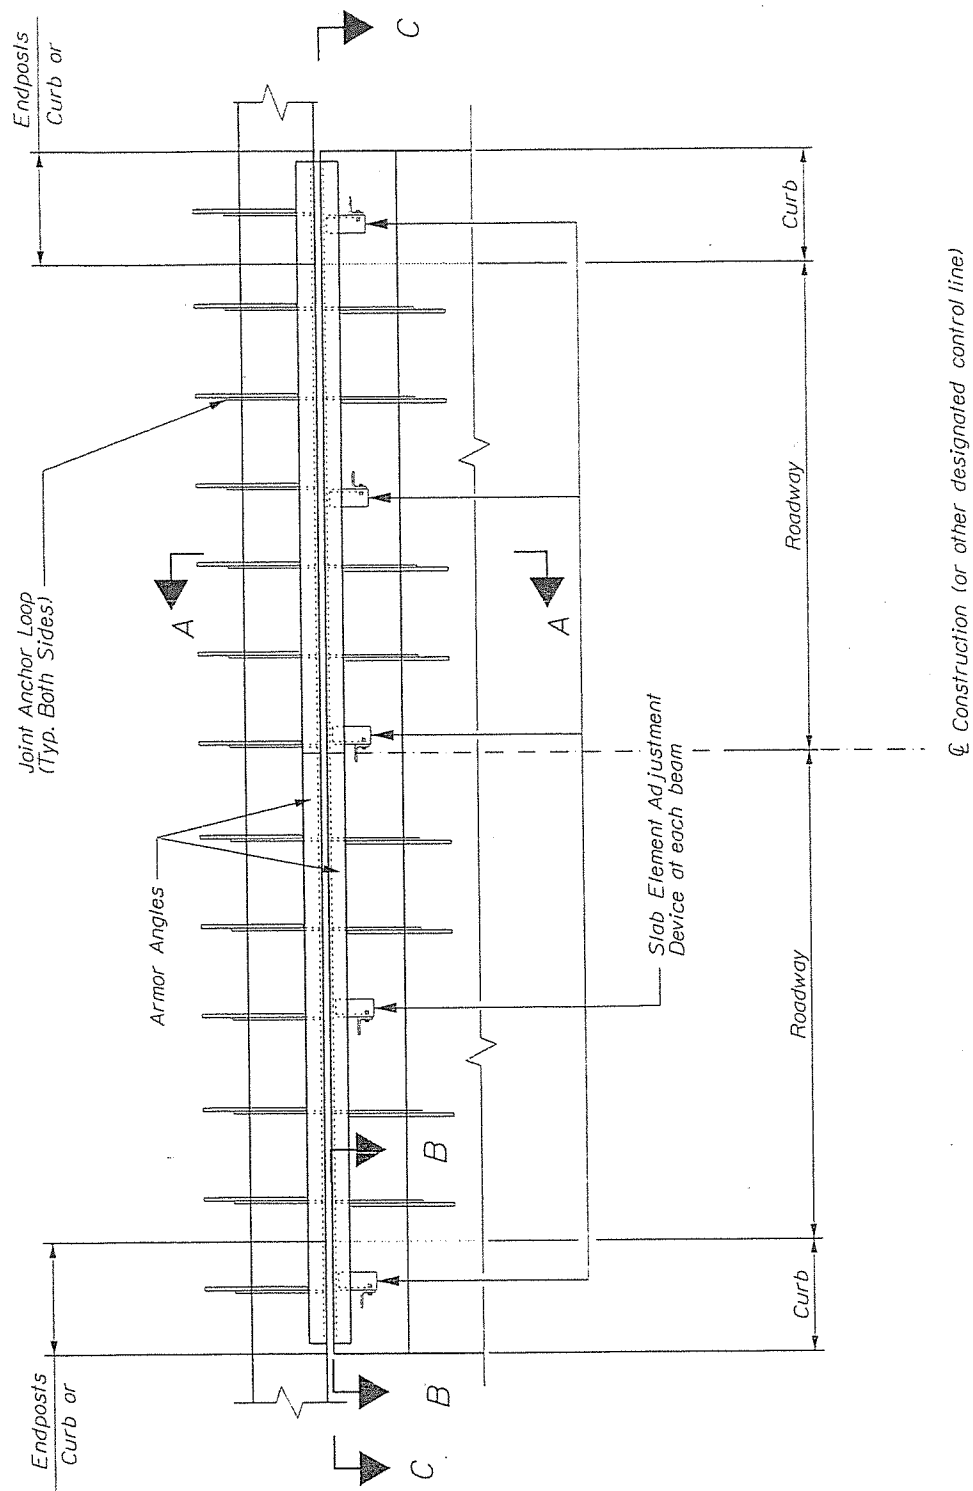 Endposts
Curb or
Endposts
Curb or
Joint Anchor Loop
(Typ. Both Sides)
Armor Angles
A
A
B
B
C
C
Slab Element Adjustment
Device at each beam
Curb
Roadway
Roadway
Curb
℄ Construction (or other designated control line)